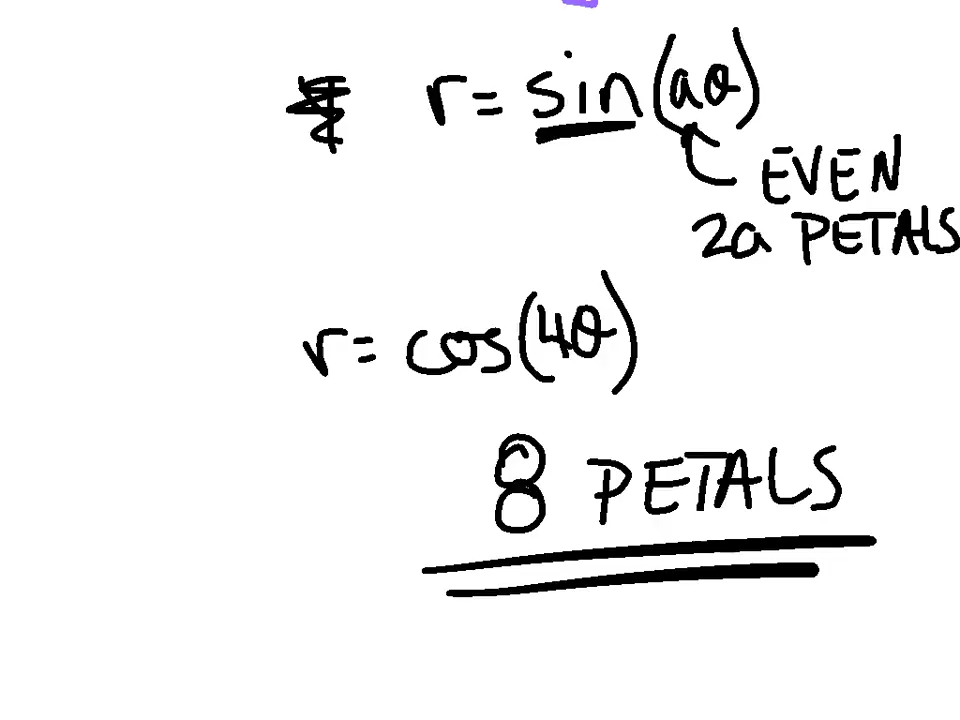 r = sin(aθ)
EVEN
2a PETALS
r = cos(4θ)
8 PETALS